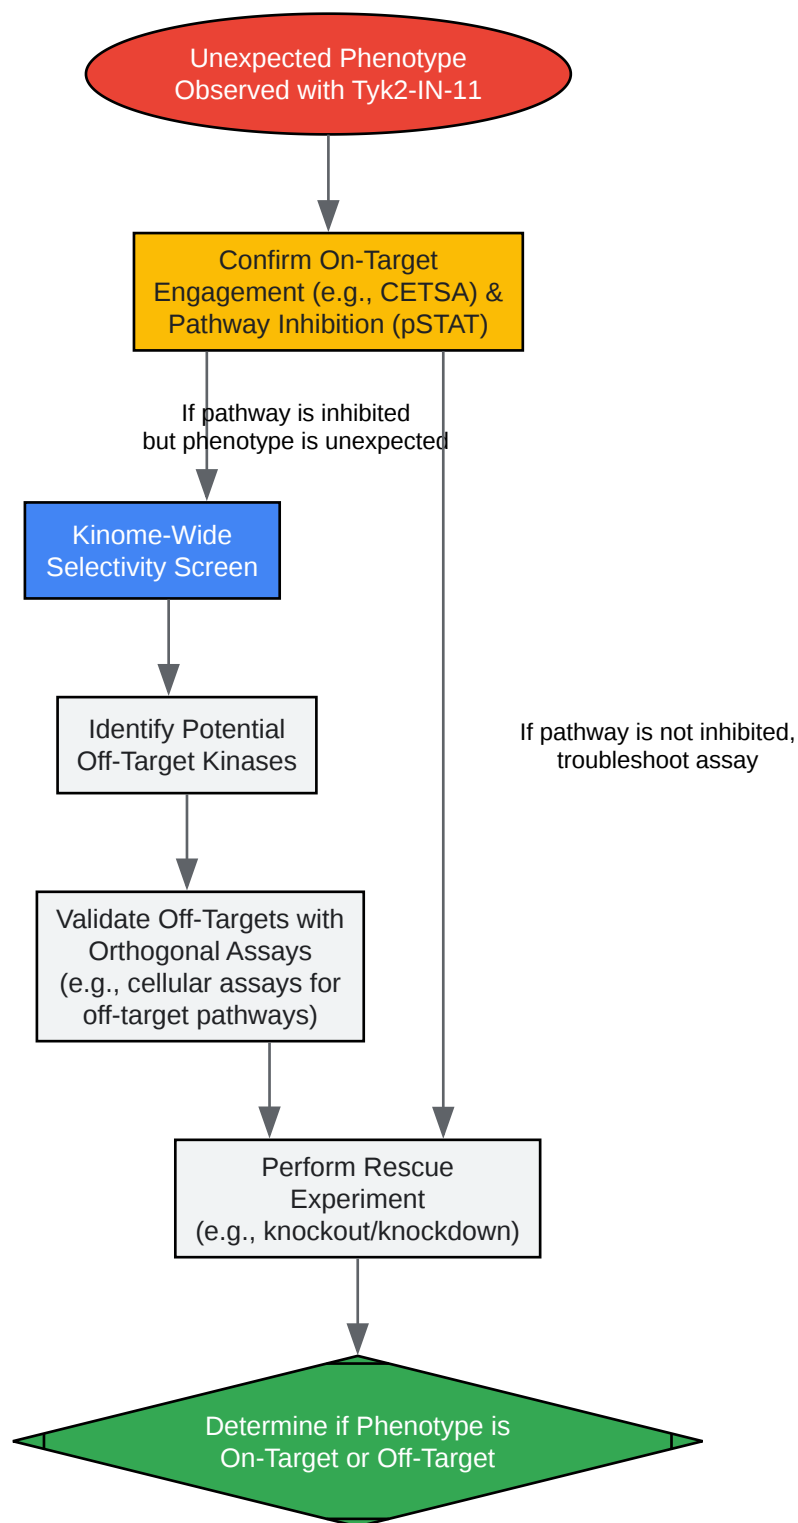 Unexpected Phenotype
Observed with Tyk2-IN-11
Confirm On-Target
Engagement (e.g., CETSA) &
Pathway Inhibition (pSTAT)
If pathway is inhibited
but phenotype is unexpected
Kinome-Wide
Selectivity Screen
Identify Potential
Off-Target Kinases
If pathway is not inhibited,
troubleshoot assay
Validate Off-Targets with
Orthogonal Assays
(e.g., cellular assays for
off-target pathways)
Perform Rescue
Experiment
(e.g., knockout/knockdown)
Determine if Phenotype is
On-Target or Off-Target